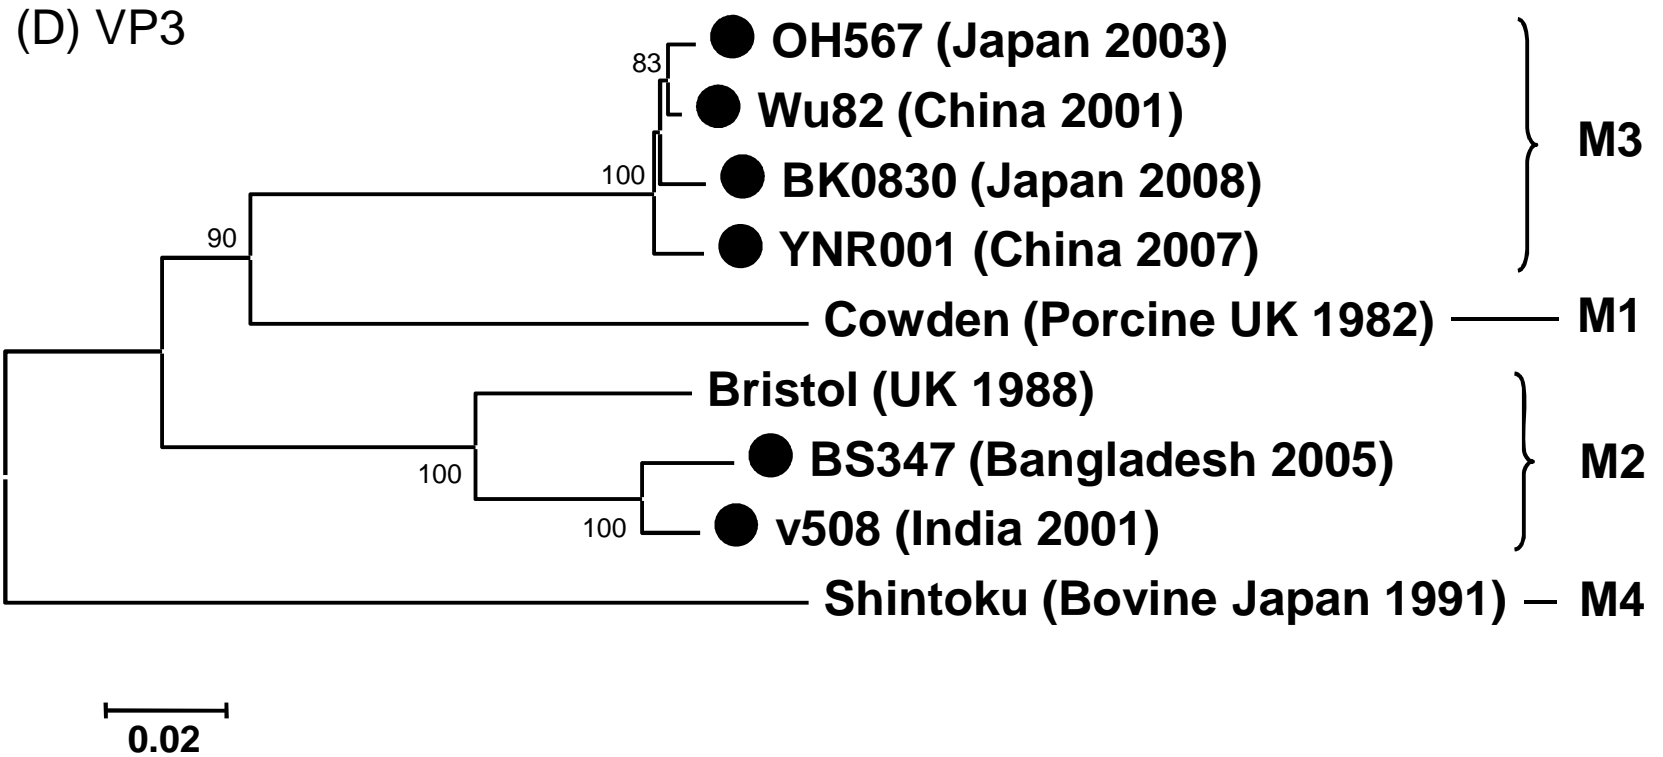 (D) VP3
OH567 (Japan 2003)
83
Wu82 (China 2001)
M3
100
BK0830 (Japan 2008)
90
YNR001 (China 2007)
Cowden (Porcine UK 1982)
M1
Bristol (UK 1988)
100
BS347 (Bangladesh 2005)
M2
100
v508 (India 2001)
Shintoku (Bovine Japan 1991)
M4
0.02